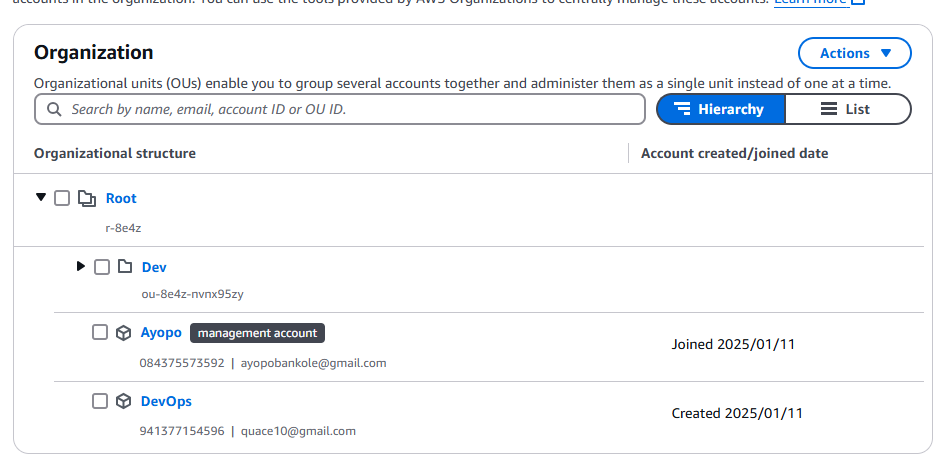 accounts in the organization. You can use the tools provided by AWS Organizations to centrally manage these accounts. Learn more
Organization
Actions
Organizational units (OUs) enable you to group several accounts together and administer them as a single unit instead of one at a time.
Search by name, email, account ID or OU ID.
Hierarchy
List
Organizational structure
Account created/joined date
Root
r-8e4z
Dev
ou-8e4z-nvnx95zy
Ayopo management account
Joined 2025/01/11
084375573592 | ayopobankole@gmail.com
DevOps
Created 2025/01/11
941377154596 | quace10@gmail.com